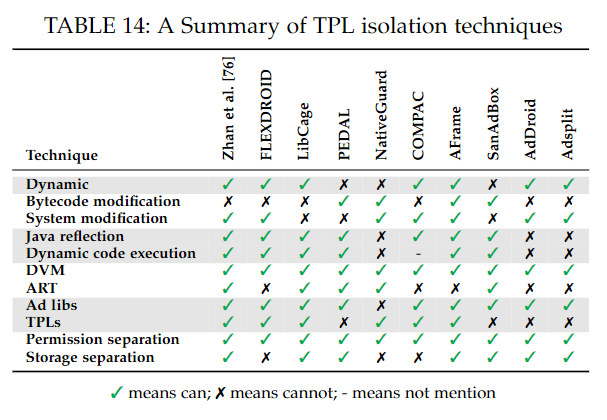 TABLE 14: A Summary of TPL isolation techniques
Technique Zhan et al. [76] FLEXDROID LibCage PEDAL NativeGuard COMPAC AFrame SanAdBox AdDroid Adsplit
Dynamic ✓ ✓ ✓ ✗ ✗ ✓ ✓ ✗ ✓ ✓
Bytecode modification ✗ ✗ ✗ ✓ ✓ ✗ ✓ ✓ ✗ ✗
System modification ✓ ✓ ✗ ✗ ✓ ✓ ✓ ✗ ✓ ✓
Java reflection ✓ ✓ ✓ ✓ ✗ ✓ ✓ ✓ ✗ ✗
Dynamic code execution ✓ ✓ ✓ ✓ ✗ - ✓ ✓ ✗ ✗
DVM ✓ ✓ ✓ ✓ ✓ ✓ ✓ ✓ ✓ ✓
ART ✓ ✗ ✓ ✓ ✓ ✗ ✗ ✓ ✗ ✗
Ad libs ✓ ✓ ✓ ✓ ✗ ✓ ✓ ✓ ✓ ✓
TPLs ✓ ✓ ✓ ✗ ✓ ✓ ✓ ✗ ✗ ✗
Permission separation ✓ ✓ ✓ ✓ ✓ ✓ ✓ ✓ ✓ ✓
Storage separation ✓ ✗ ✓ ✓ ✗ ✗ ✓ ✓ ✓ ✓
✓ means can; ✗ means cannot; - means not mention